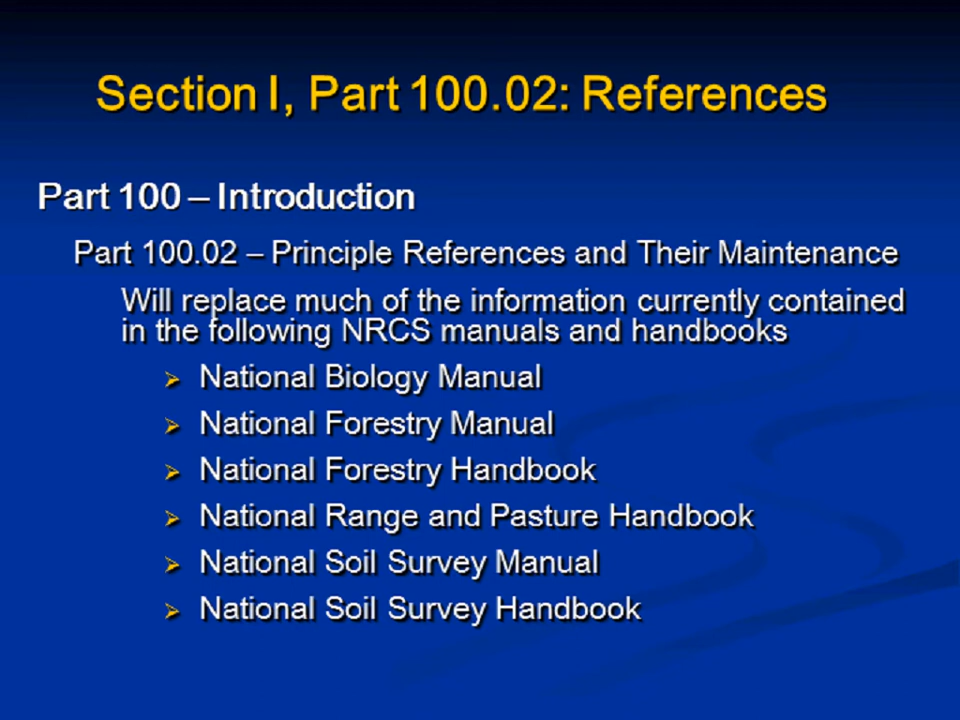 Section I, Part 100.02: References
Part 100 – Introduction
Part 100.02 – Principle References and Their Maintenance
Will replace much of the information currently contained
in the following NRCS manuals and handbooks
➢ National Biology Manual
➢ National Forestry Manual
➢ National Forestry Handbook
➢ National Range and Pasture Handbook
➢ National Soil Survey Manual
➢ National Soil Survey Handbook